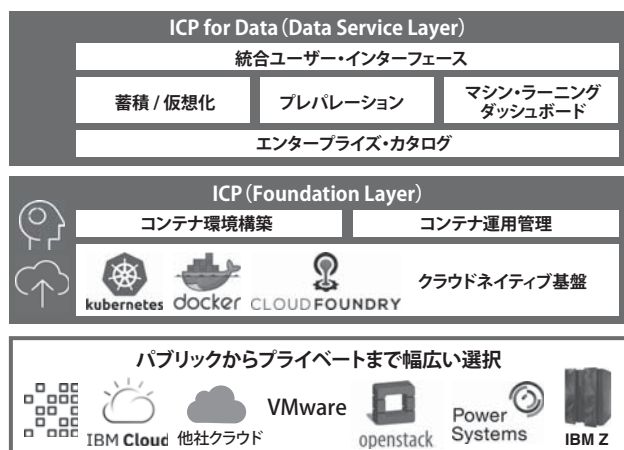 ICP for Data（Data Service Layer）
統合ユーザー・インターフェース
蓄積 / 仮想化
プレパレーション
マシン・ラーニング
ダッシュボード
エンタープライズ・カタログ
ICP（Foundation Layer）
コンテナ環境構築
コンテナ運用管理
kubernetes
docker
CLOUD FOUNDRY
クラウドネイティブ基盤
パブリックからプライベートまで幅広い選択
IBM Cloud
他社クラウド
VMware
openstack
Power
Systems
IBM Z